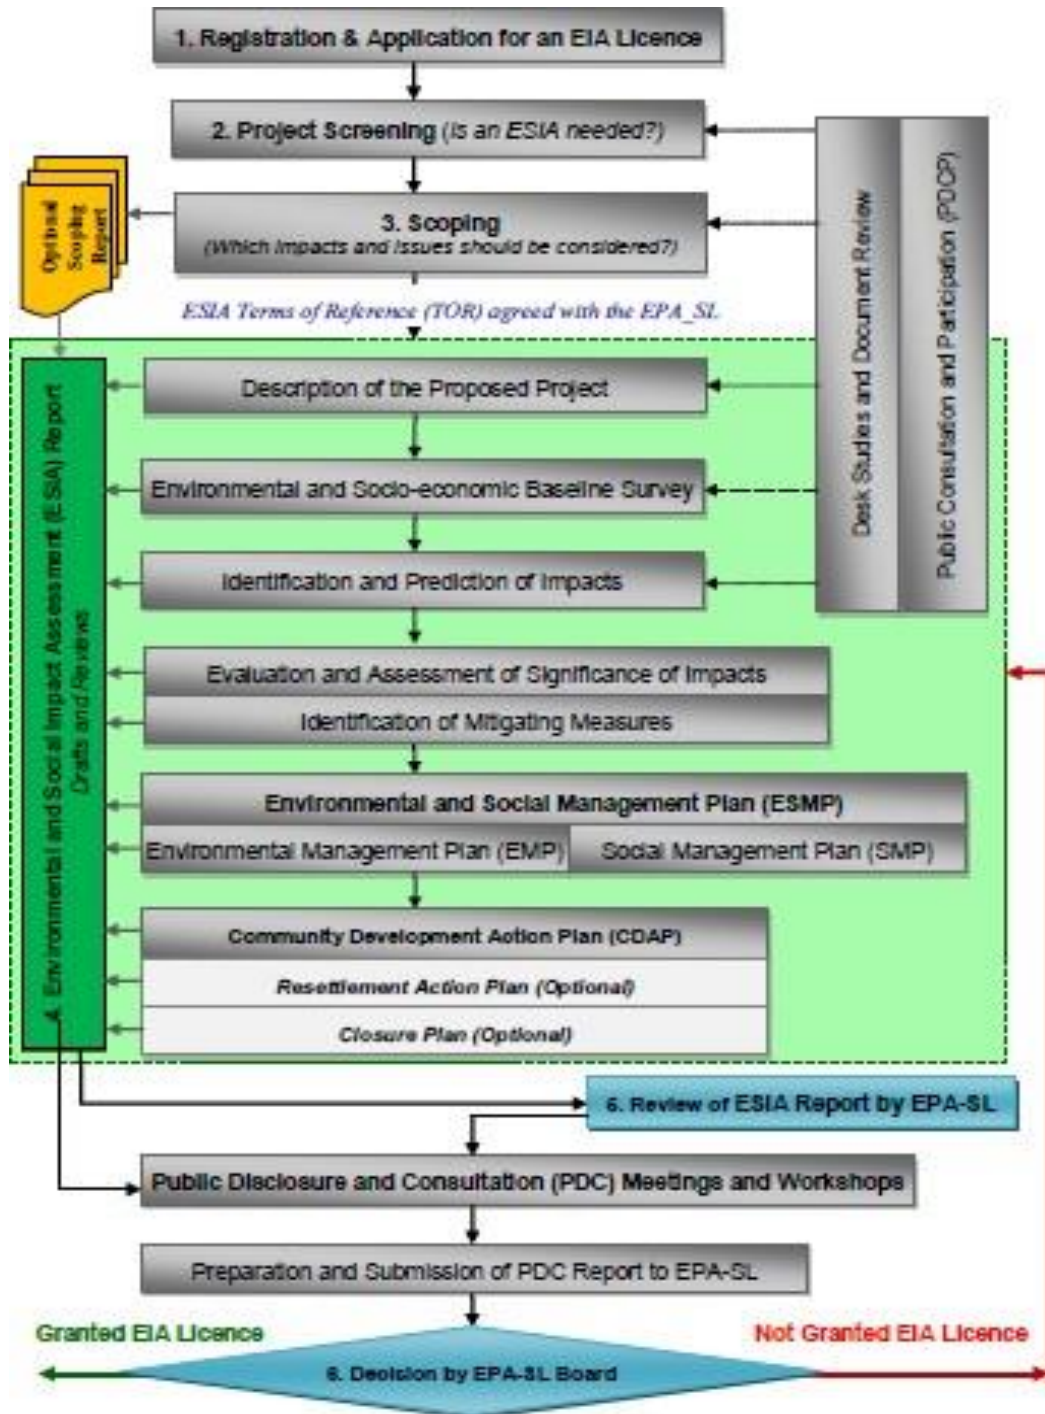 1. Registration & Application for an EIA Licence
2. Project Screening (Is an ESIA needed?)
3. Scoping
(Which impacts and issues should be considered?)
Optional
Scoping
Report
ESIA Terms of Reference (TOR) agreed with the EPA_SL
Desk Studies and Document Review
Public Consultation and Participation (PDCP)
4. Environmental and Social Impact Assessment (ESIA) Report
Drafts and Reviews
Description of the Proposed Project
Environmental and Socio-economic Baseline Survey
Identification and Prediction of Impacts
Evaluation and Assessment of Significance of Impacts
Identification of Mitigating Measures
Environmental and Social Management Plan (ESMP)
Environmental Management Plan (EMP)
Social Management Plan (SMP)
Community Development Action Plan (CDAP)
Resettlement Action Plan (Optional)
Closure Plan (Optional)
5. Review of ESIA Report by EPA-SL
Public Disclosure and Consultation (PDC) Meetings and Workshops
Preparation and Submission of PDC Report to EPA-SL
Granted EIA Licence
Not Granted EIA Licence
6. Decision by EPA-SL Board